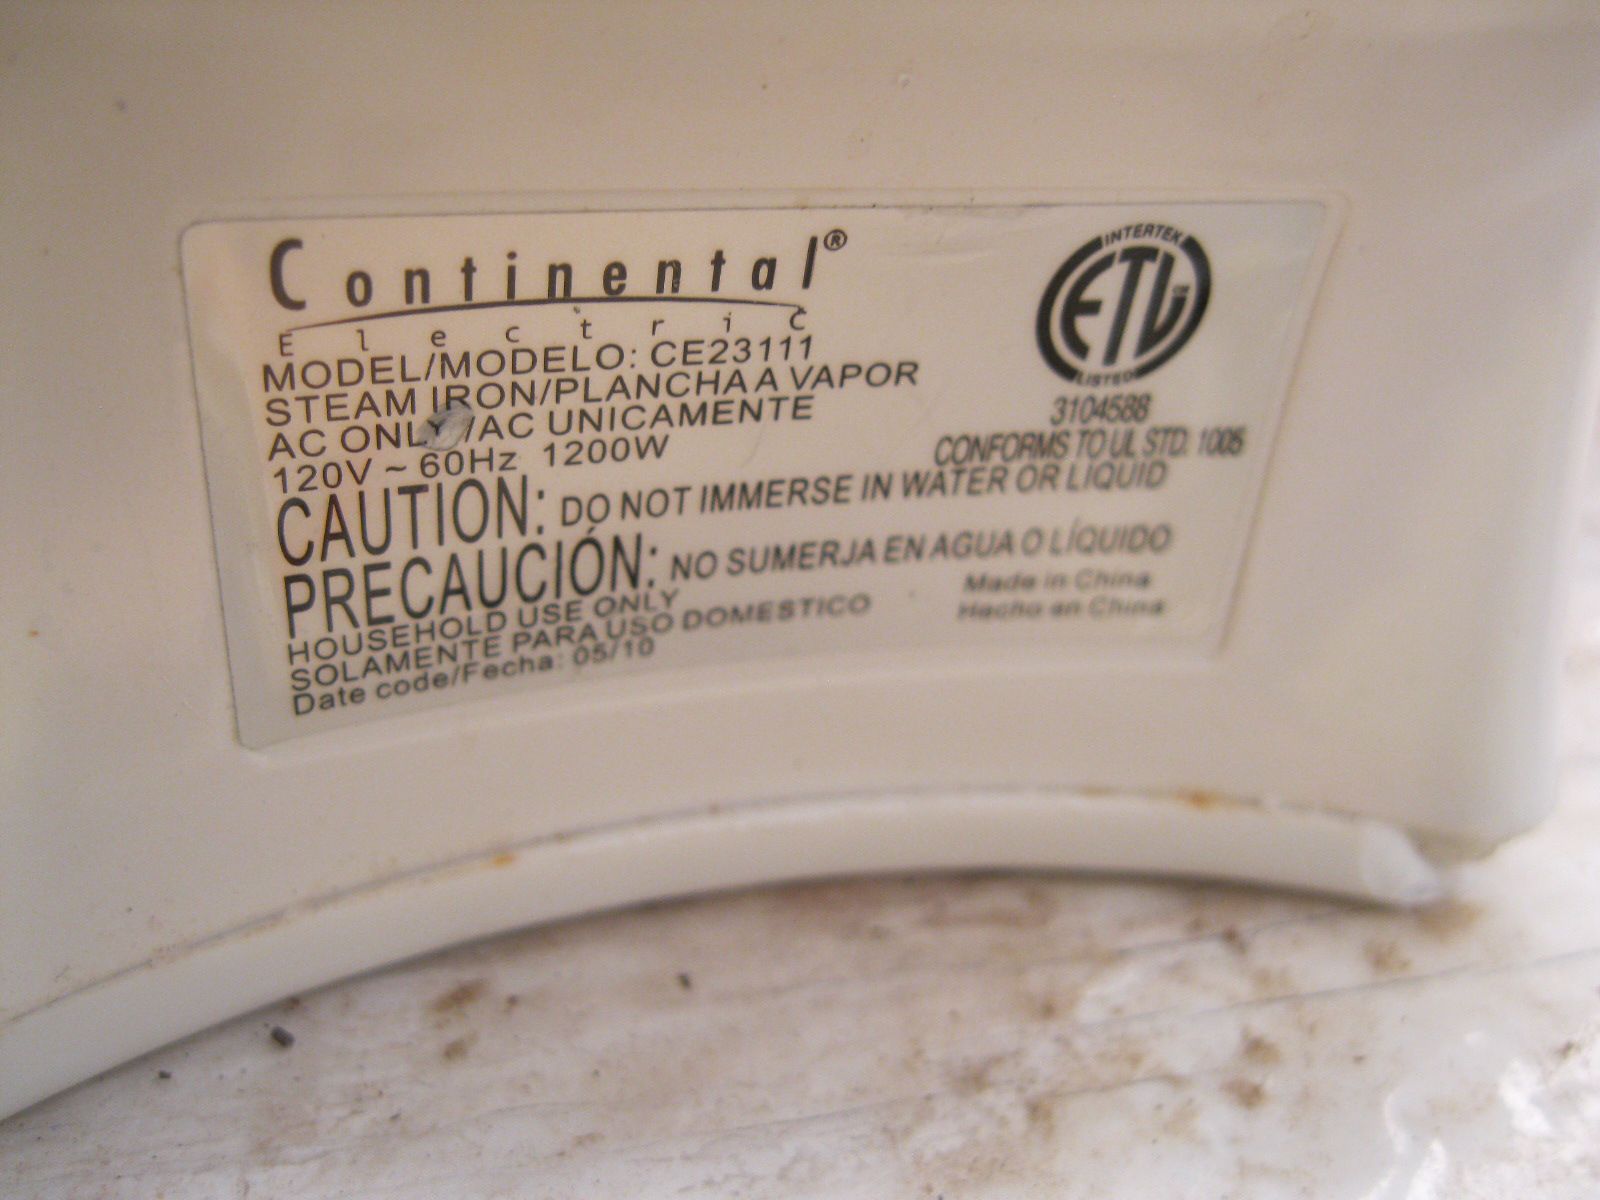 Continental®
Electric
MODEL/MODELO: CE23111
STEAM IRON/PLANCHA A VAPOR
AC ONLY/AC UNICAMENTE
120V ~ 60Hz 1200W
INTERTEK
ETL
LISTED
3104588
CONFORMS TO UL STD. 1005
CAUTION: DO NOT IMMERSE IN WATER OR LIQUID
PRECAUCIÓN: NO SUMERJA EN AGUA O LÍQUIDO
HOUSEHOLD USE ONLY
SOLAMENTE PARA USO DOMESTICO
Date code/Fecha: 05/10
Made in China
Hecho en China